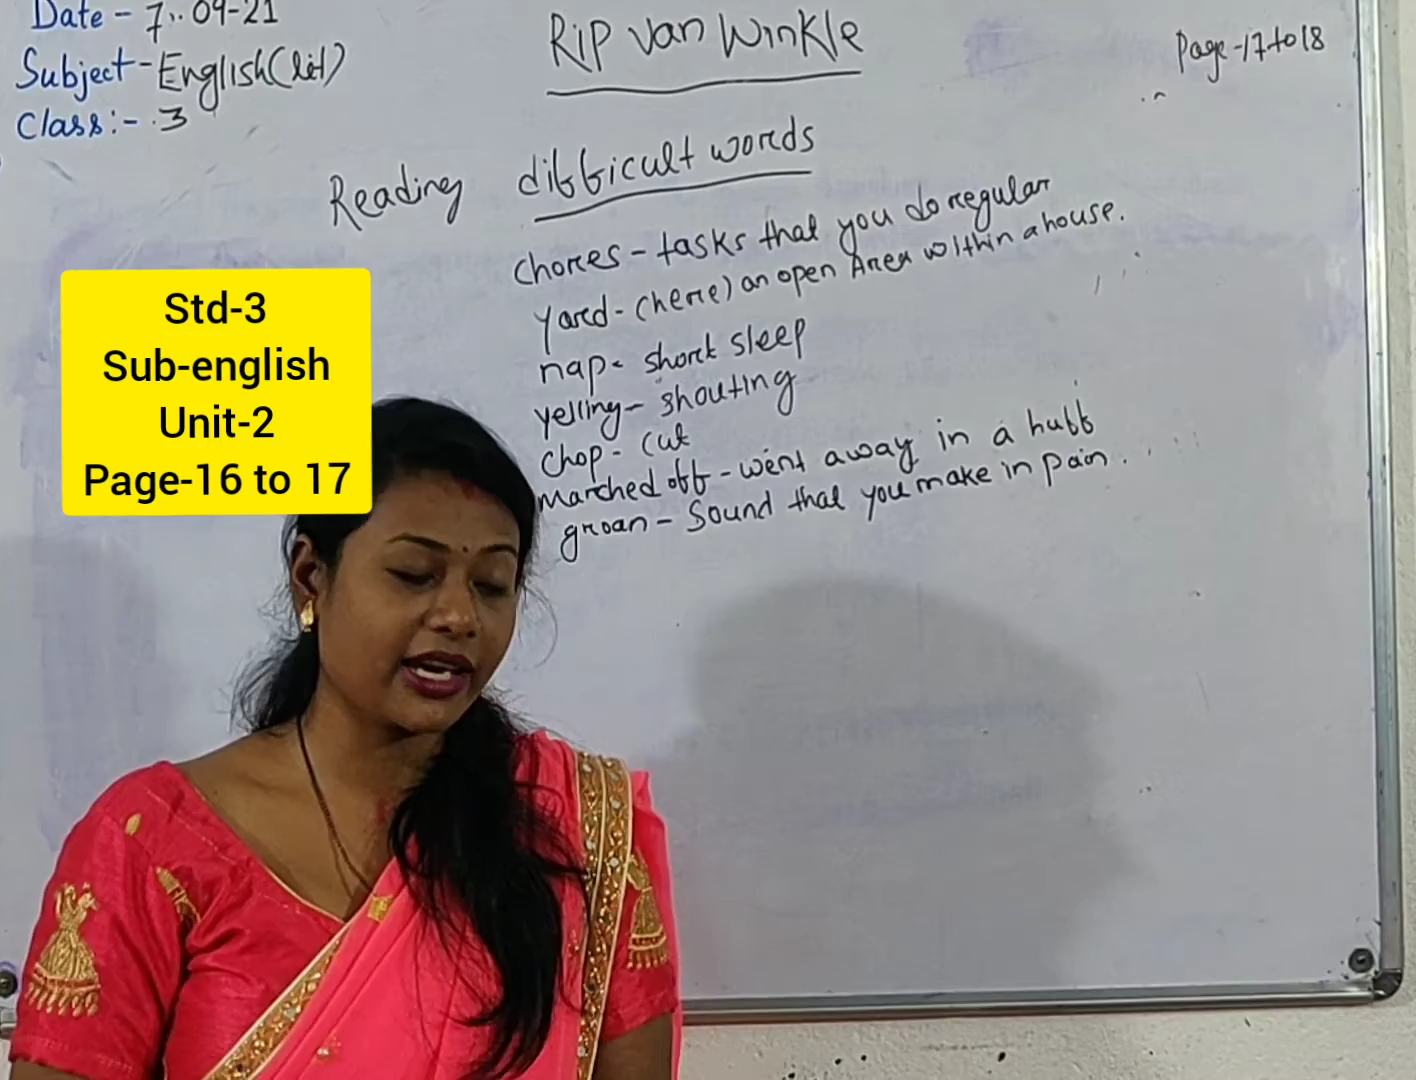 Date - 7.. 09-21
Subject - English (lit)
Class :- .3
Rip van Winkle
Page -17 to 18
Reading difficult words
chores - tasks that you do regular
yard - (here) an open Area within a house.
nap - short sleep
yelling - shouting
chop - cut
marched off - went away in a huff
groan - Sound that you make in pain.
Std-3
Sub-english
Unit-2
Page-16 to 17